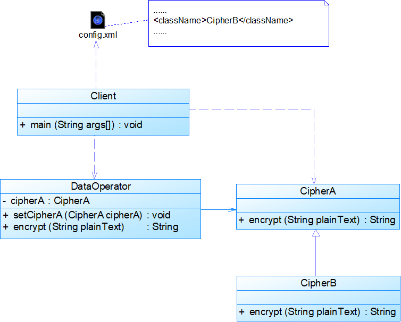 ......
<className>CipherB</className>
......
config.xml
Client
+ main (String args[]) : void
DataOperator
- cipherA : CipherA
+ setCipherA (CipherA cipherA) : void
+ encrypt (String plainText) : String
CipherA
+ encrypt (String plainText) : String
CipherB
+ encrypt (String plainText) : String